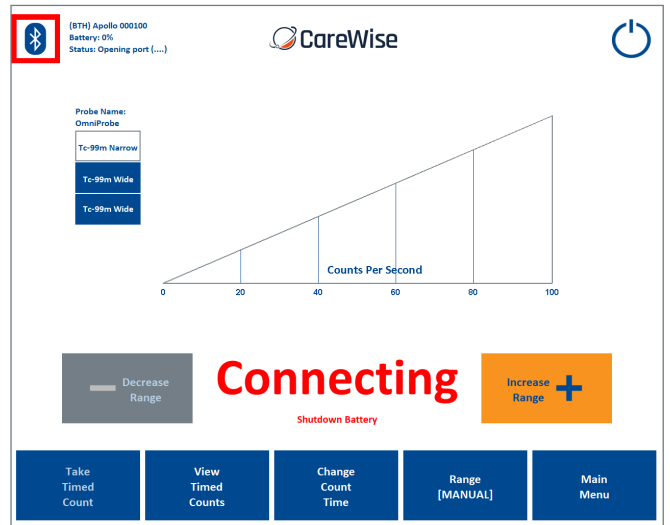 (BTH) Apollo 000100
Battery: 0%
Status: Opening port (....)
CareWise
Probe Name:
OmniProbe
Tc-99m Narrow
Tc-99m Wide
Tc-99m Wide
Counts Per Second
0 20 40 60 80 100
Decrease
Range
Connecting
Shutdown Battery
Increase
Range
Take
Timed
Count
View
Timed
Counts
Change
Count
Time
Range
[MANUAL]
Main
Menu